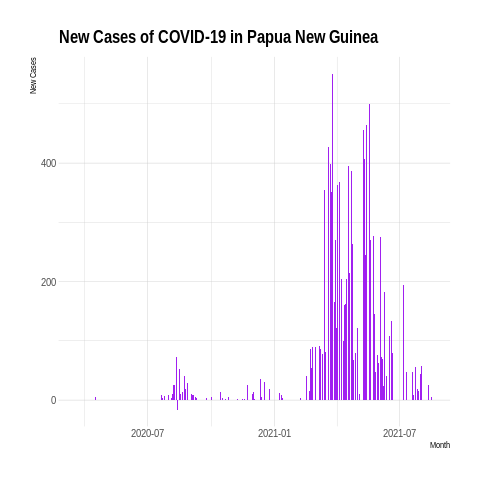 New Cases of COVID-19 in Papua New Guinea
New Cases
400
200
0
2020-07
2021-01
2021-07
Month